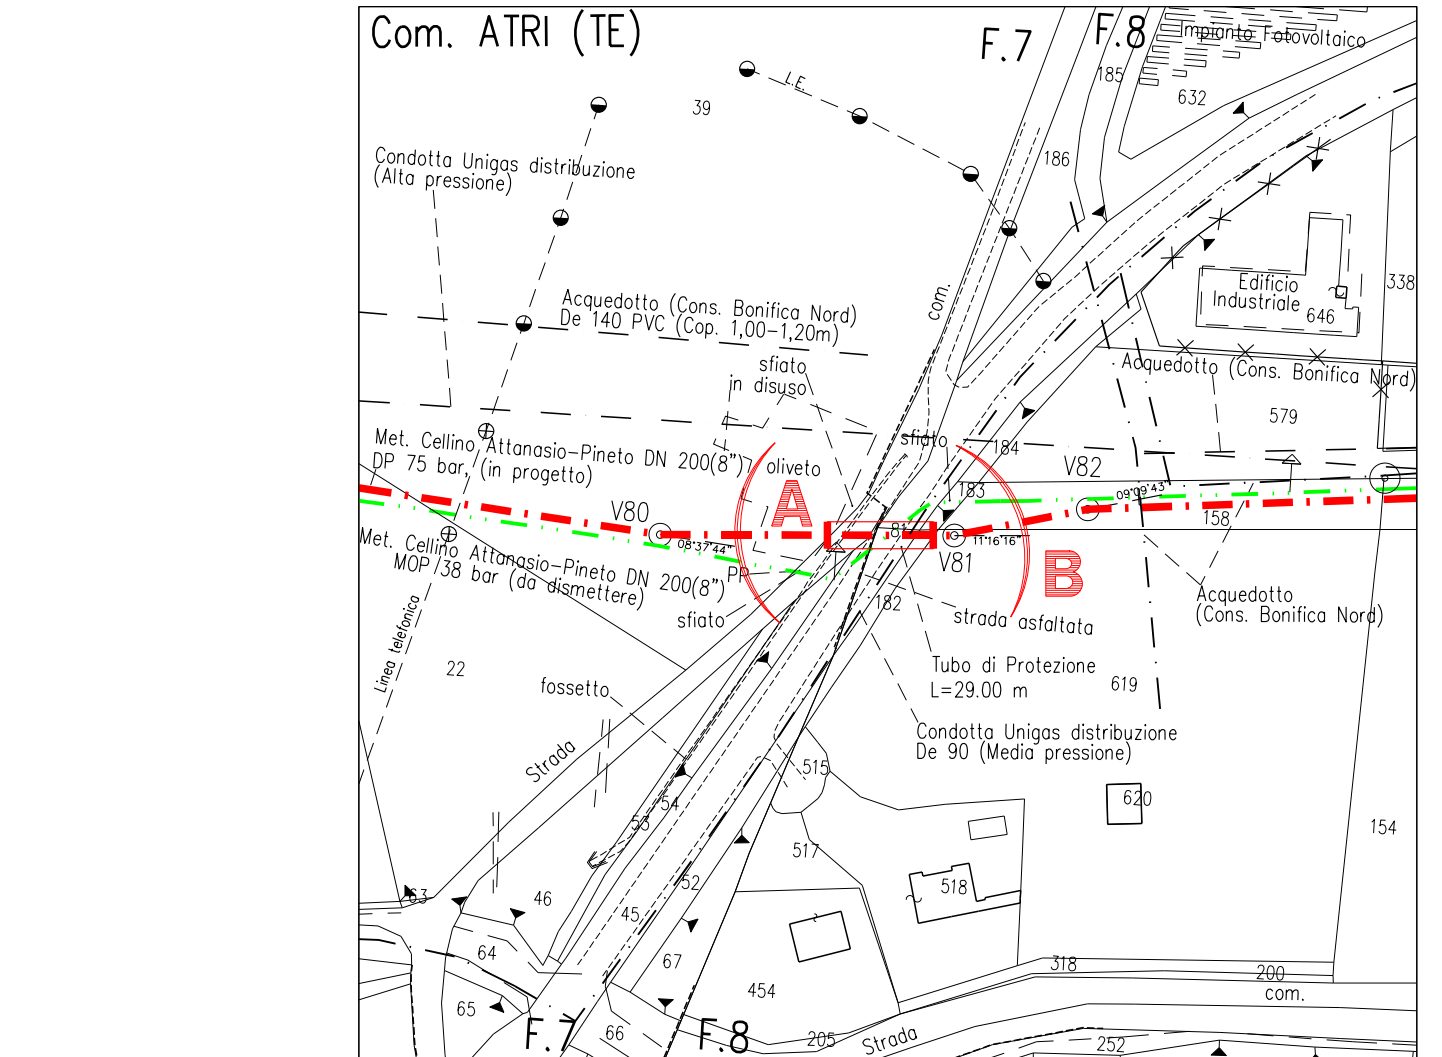 Com. ATRI (TE)
F.7
F.8
Impianto Fotovoltaico
L.E.
185
632
39
186
Condotta Unigas distribuzione
(Alta pressione)
com.
Edificio
Industriale
646
338
Acquedotto (Cons. Bonifica Nord)
De 140 PVC (Cop. 1,00-1,20m)
sfiato
in disuso
Acquedotto (Cons. Bonifica Nord)
579
Met. Cellino Attanasio-Pineto DN 200(8")
DP 75 bar, (in progetto)
oliveto
sfiato
184
V82
183
09°09'43"
158
A
V80
08°37'44"
81
V81
11°16'16"
B
Met. Cellino Attanasio-Pineto DN 200(8")
MOP 38 bar (da dismettere)
PP
sfiato
182
strada asfaltata
Acquedotto
(Cons. Bonifica Nord)
Linea telefonica
22
fossetto
Tubo di Protezione
L=29.00 m
619
Condotta Unigas distribuzione
De 90 (Media pressione)
Strada
515
54
53
620
154
517
518
52
63
46
45
64
67
454
318
200
com.
65
66
F.7
F.8
205
Strada
252